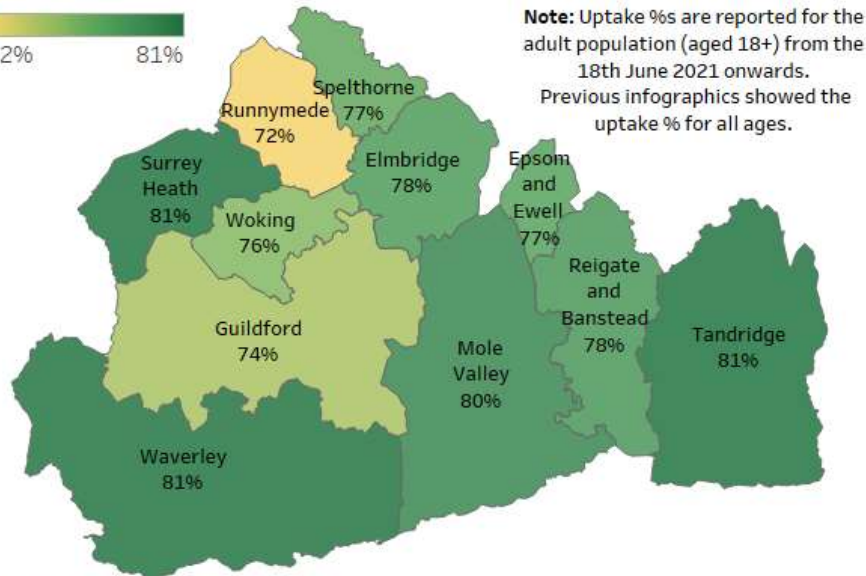 2%
81%
Note: Uptake %s are reported for the
adult population (aged 18+) from the
18th June 2021 onwards.
Previous infographics showed the
uptake % for all ages.
Spelthorne
77%
Runnymede
72%
Surrey
Heath
81%
Elmbridge
78%
Epsom
and
Ewell
77%
Woking
76%
Reigate
and
Banstead
78%
Guildford
74%
Mole
Valley
80%
Tandridge
81%
Waverley
81%